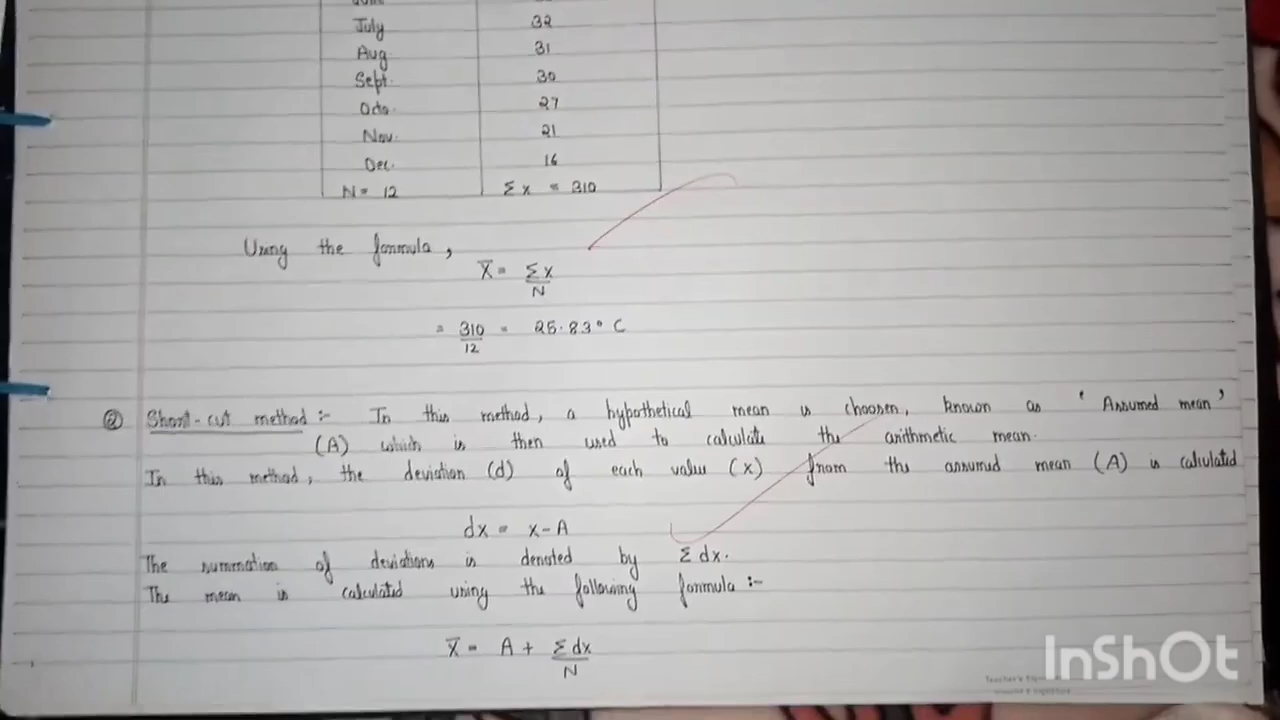 July 32
Aug 31
Sept. 30
Octo. 27
Nov. 21
Dec. 16
N = 12 Σx = 310
Using the formula,
X̄ = Σx / N
= 310 / 12 = 25.83° C
② Short-cut method :- In this method, a hypothetical mean is choosen, known as 'Assumed mean'
(A) which is then used to calculate the arithmetic mean.
In this method, the deviation (d) of each value (x) from the assumed mean (A) is calculated
dx = x - A
The summation of deviations is denoted by Σdx.
The mean is calculated using the following formula :-
X̄ = A + Σdx / N
InShOt